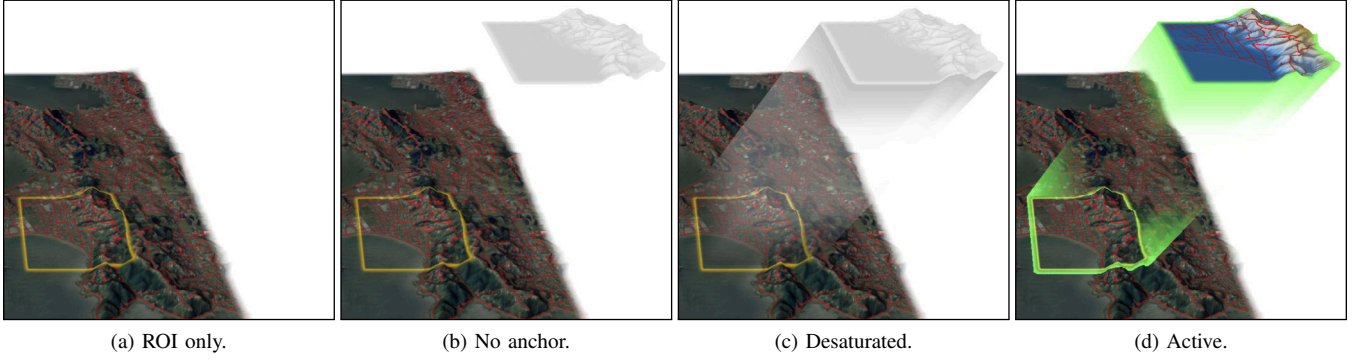 (a) ROI only.
(b) No anchor.
(c) Desaturated.
(d) Active.